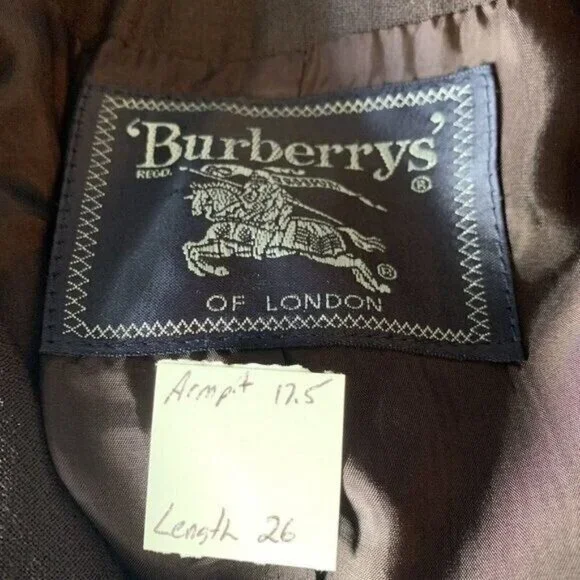 'Burberrys'
REGD. ®
®
OF LONDON
Armpit 17.5
Length 26